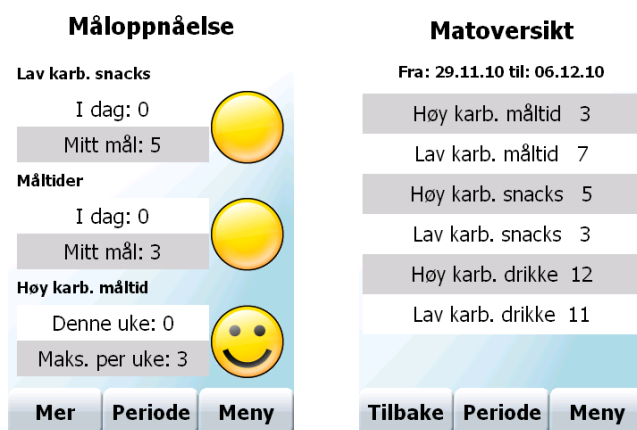 Måloppnåelse
Lav karb. snacks
I dag: 0
Mitt mål: 5
Måltider
I dag: 0
Mitt mål: 3
Høy karb. måltid
Denne uke: 0
Maks. per uke: 3
Mer Periode Meny
Matoversikt
Fra: 29.11.10 til: 06.12.10
Høy karb. måltid 3
Lav karb. måltid 7
Høy karb. snacks 5
Lav karb. snacks 3
Høy karb. drikke 12
Lav karb. drikke 11
Tilbake Periode Meny